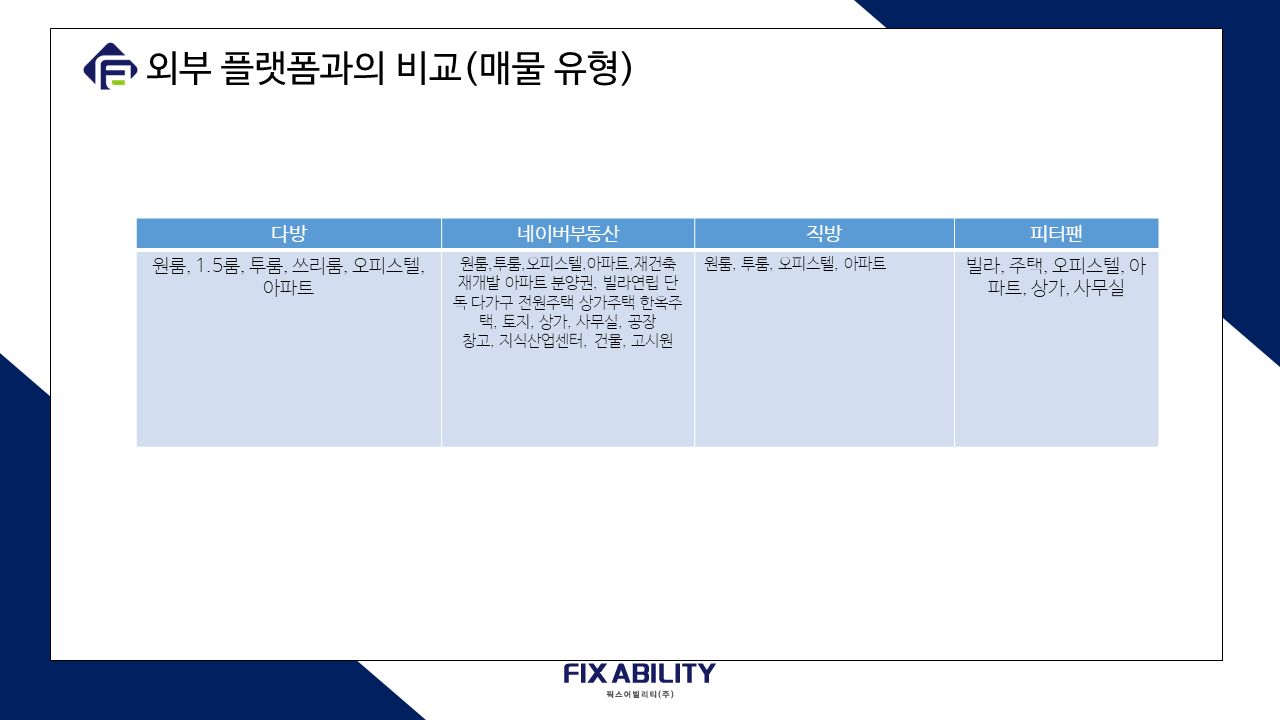 외부 플랫폼과의 비교(매물 유형)
다방
네이버부동산
직방
피터팬
원룸, 1.5룸, 투룸, 쓰리룸, 오피스텔,
아파트
원룸,투룸,오피스텔,아파트,재건축
재개발 아파트 분양권, 빌라연립 단
독 다가구 전원주택 상가주택 한옥주
택, 토지, 상가, 사무실, 공장
창고, 지식산업센터, 건물, 고시원
원룸, 투룸, 오피스텔, 아파트
빌라, 주택, 오피스텔, 아
파트, 상가, 사무실
FIX ABILITY
픽스어빌리티(주)